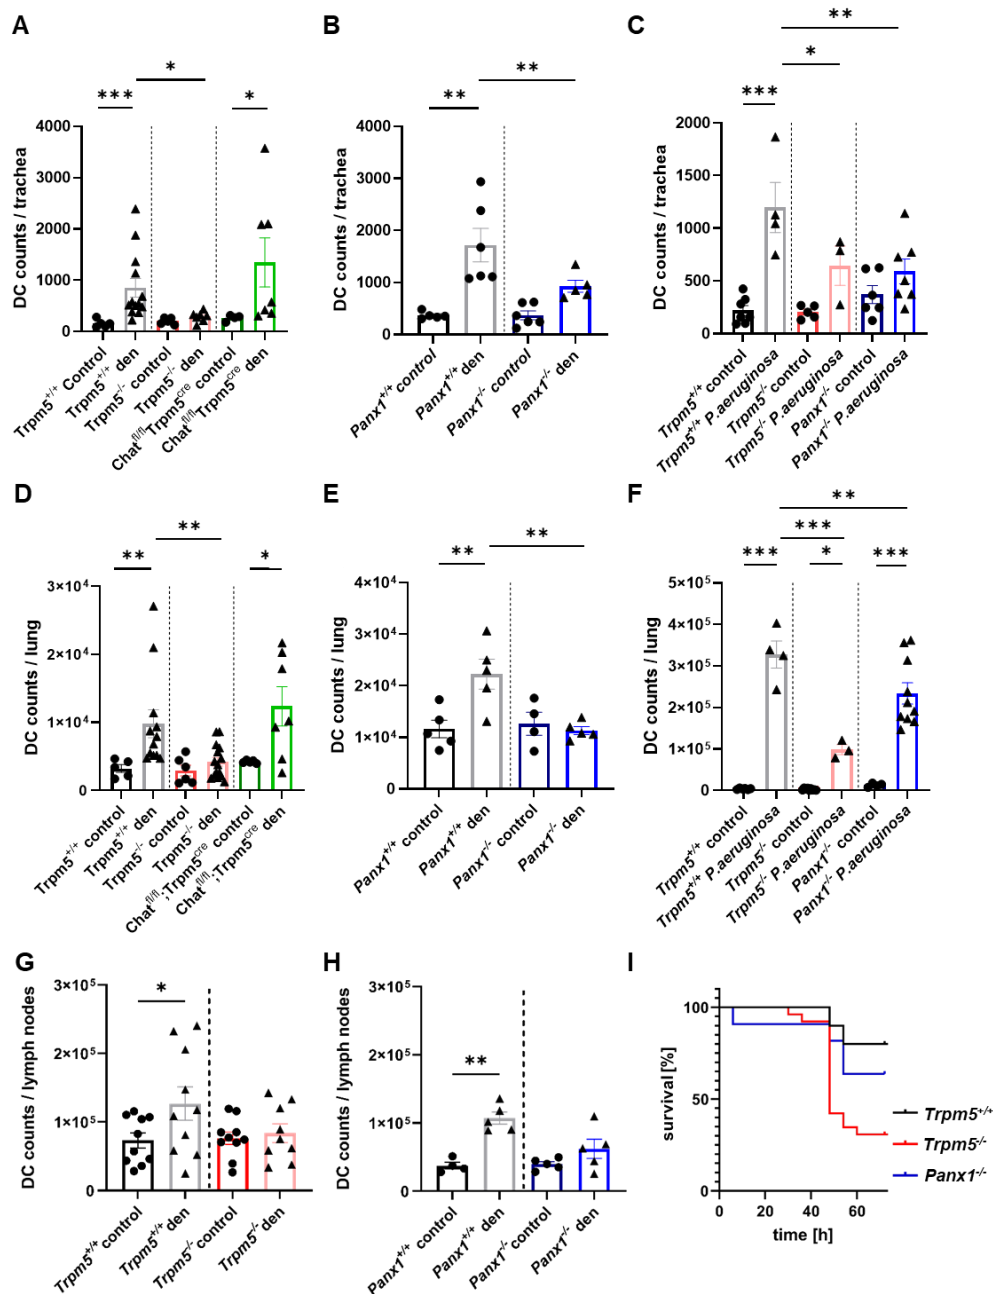 A
B
C
***
*
*
**
**
***
*
**
DC counts / trachea
4000
3000
2000
1000
0
Trpm5+/+ Control
Trpm5+/+ den
Trpm5-/- control
Trpm5-/- den
Chatfl/fl Trpm5cre control
Chatfl/fl Trpm5cre den
DC counts / trachea
4000
3000
2000
1000
0
Panx1+/+ control
Panx1+/+ den
Panx1-/- control
Panx1-/- den
DC counts / trachea
2000
1500
1000
500
0
Trpm5+/+ control
Trpm5+/+ P.aeruginosa
Trpm5-/- control
Trpm5-/- P.aeruginosa
Panx1-/- control
Panx1-/- P.aeruginosa
D
E
F
**
**
*
**
**
***
***
*
**
***
DC counts / lung
3×10⁴
2×10⁴
1×10⁴
0
Trpm5+/+ control
Trpm5+/+ den
Trpm5-/- control
Trpm5-/- den
Chatfl/fl;Trpm5cre control
Chatfl/fl;Trpm5cre den
DC counts / lung
4×10⁴
3×10⁴
2×10⁴
1×10⁴
0
Panx1+/+ control
Panx1+/+ den
Panx1-/- control
Panx1-/- den
DC counts / lung
5×10⁵
4×10⁵
3×10⁵
2×10⁵
1×10⁵
0
Trpm5+/+ control
Trpm5+/+ P.aeruginosa
Trpm5-/- control
Trpm5-/- P.aeruginosa
Panx1-/- control
Panx1-/- P.aeruginosa
G
H
I
*
**
DC counts / lymph nodes
3×10⁵
2×10⁵
1×10⁵
0
Trpm5+/+ control
Trpm5+/+ den
Trpm5-/- control
Trpm5-/- den
DC counts / lymph nodes
3×10⁵
2×10⁵
1×10⁵
0
Panx1+/+ control
Panx1+/+ den
Panx1-/- control
Panx1-/- den
survival [%]
100
50
0
0
20
40
60
time [h]
Trpm5+/+
Trpm5-/-
Panx1-/-